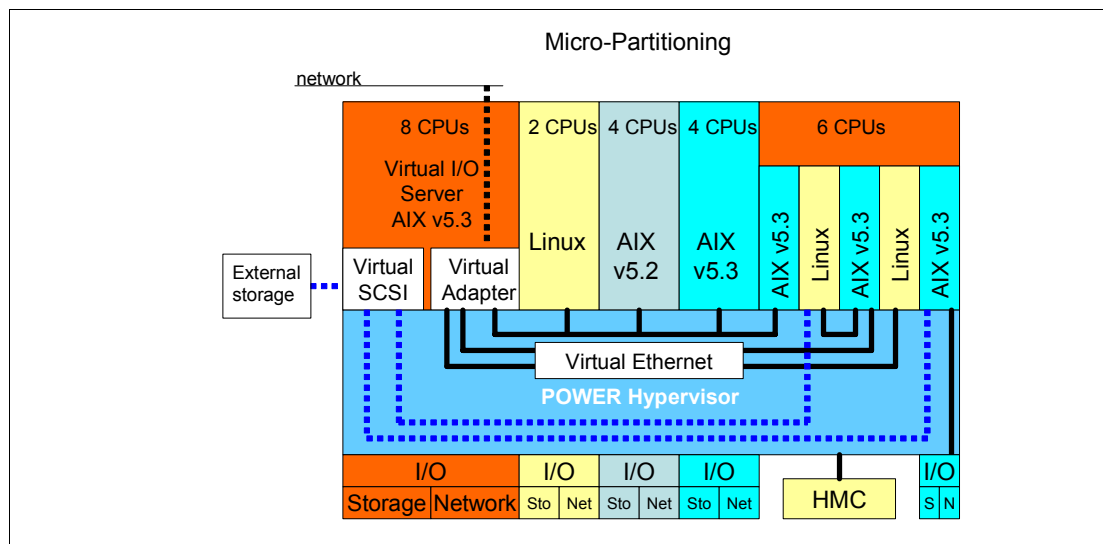 Micro-Partitioning
network
8 CPUs
2 CPUs
4 CPUs
4 CPUs
6 CPUs
Virtual I/O
Server
AIX v5.3
Linux
AIX
v5.2
AIX
v5.3
AIX v5.3
Linux
AIX v5.3
Linux
AIX v5.3
External
storage
Virtual
SCSI
Virtual
Adapter
Virtual Ethernet
POWER Hypervisor
I/O
I/O
I/O
I/O
I/O
Storage
Network
Sto
Net
Sto
Net
Sto
Net
HMC
S
N